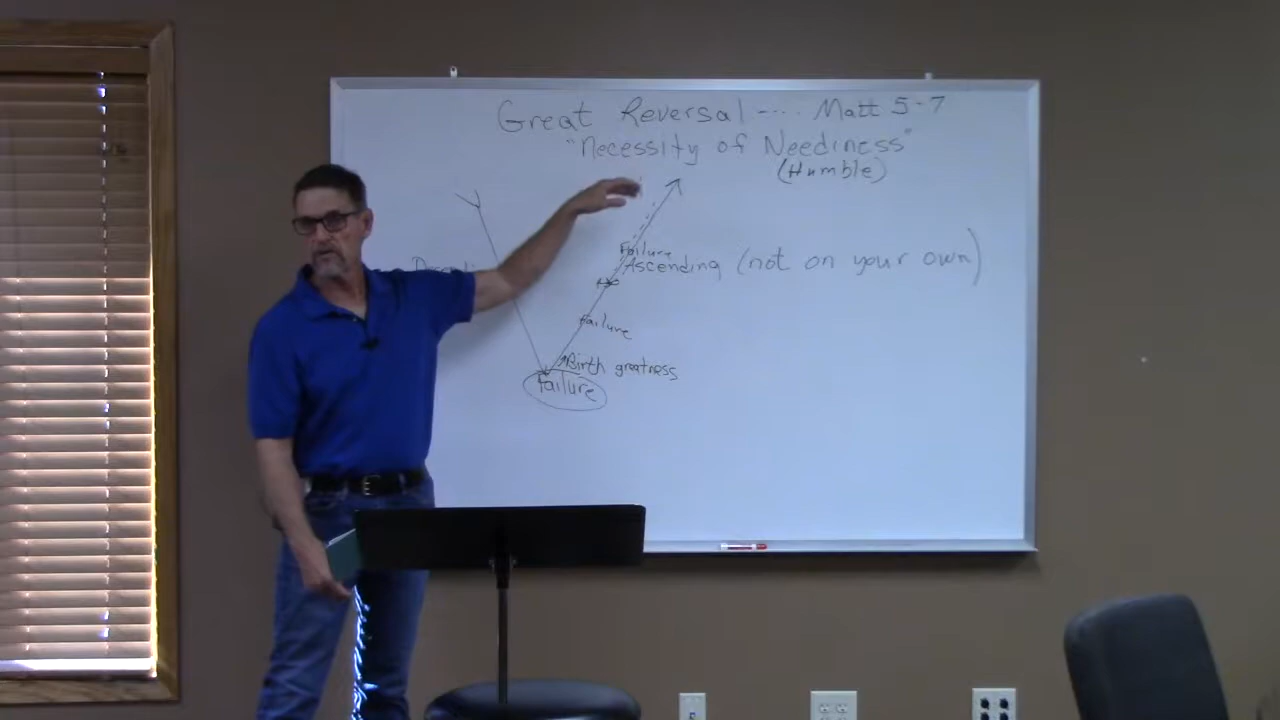 Great Reversal ---- Matt 5-7
"Necessity of Neediness"
(Humble)
Failure
Ascending (not on your own)
Failure
Birth greatness
Failure